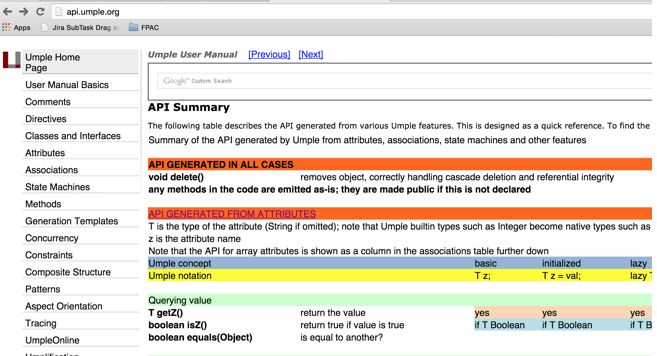 api.umple.org
Apps Jira SubTask Drag an FPAC
Umple Home Page
User Manual Basics
Comments
Directives
Classes and Interfaces
Attributes
Associations
State Machines
Methods
Generation Templates
Concurrency
Constraints
Composite Structure
Patterns
Aspect Orientation
Tracing
UmpleOnline
Umplification
Umple User Manual [Previous] [Next]
Google™ Custom Search
API Summary
The following table describes the API generated from various Umple features. This is designed as a quick reference. To find the
Summary of the API generated by Umple from attributes, associations, state machines and other features
API GENERATED IN ALL CASES
void delete() removes object, correctly handling cascade deletion and referential integrity
any methods in the code are emitted as-is; they are made public if this is not declared
API GENERATED FROM ATTRIBUTES
T is the type of the attribute (String if omitted); note that Umple builtin types such as Integer become native types such as
z is the attribute name
Note that the API for array attributes is shown as a column in the associations table further down
Umple concept basic initialized lazy
Umple notation T z; T z = val; lazy T
Querying value
T getZ() return the value yes yes yes
boolean isZ() return true if value is true if T Boolean if T Boolean if T B
boolean equals(Object) is equal to another?